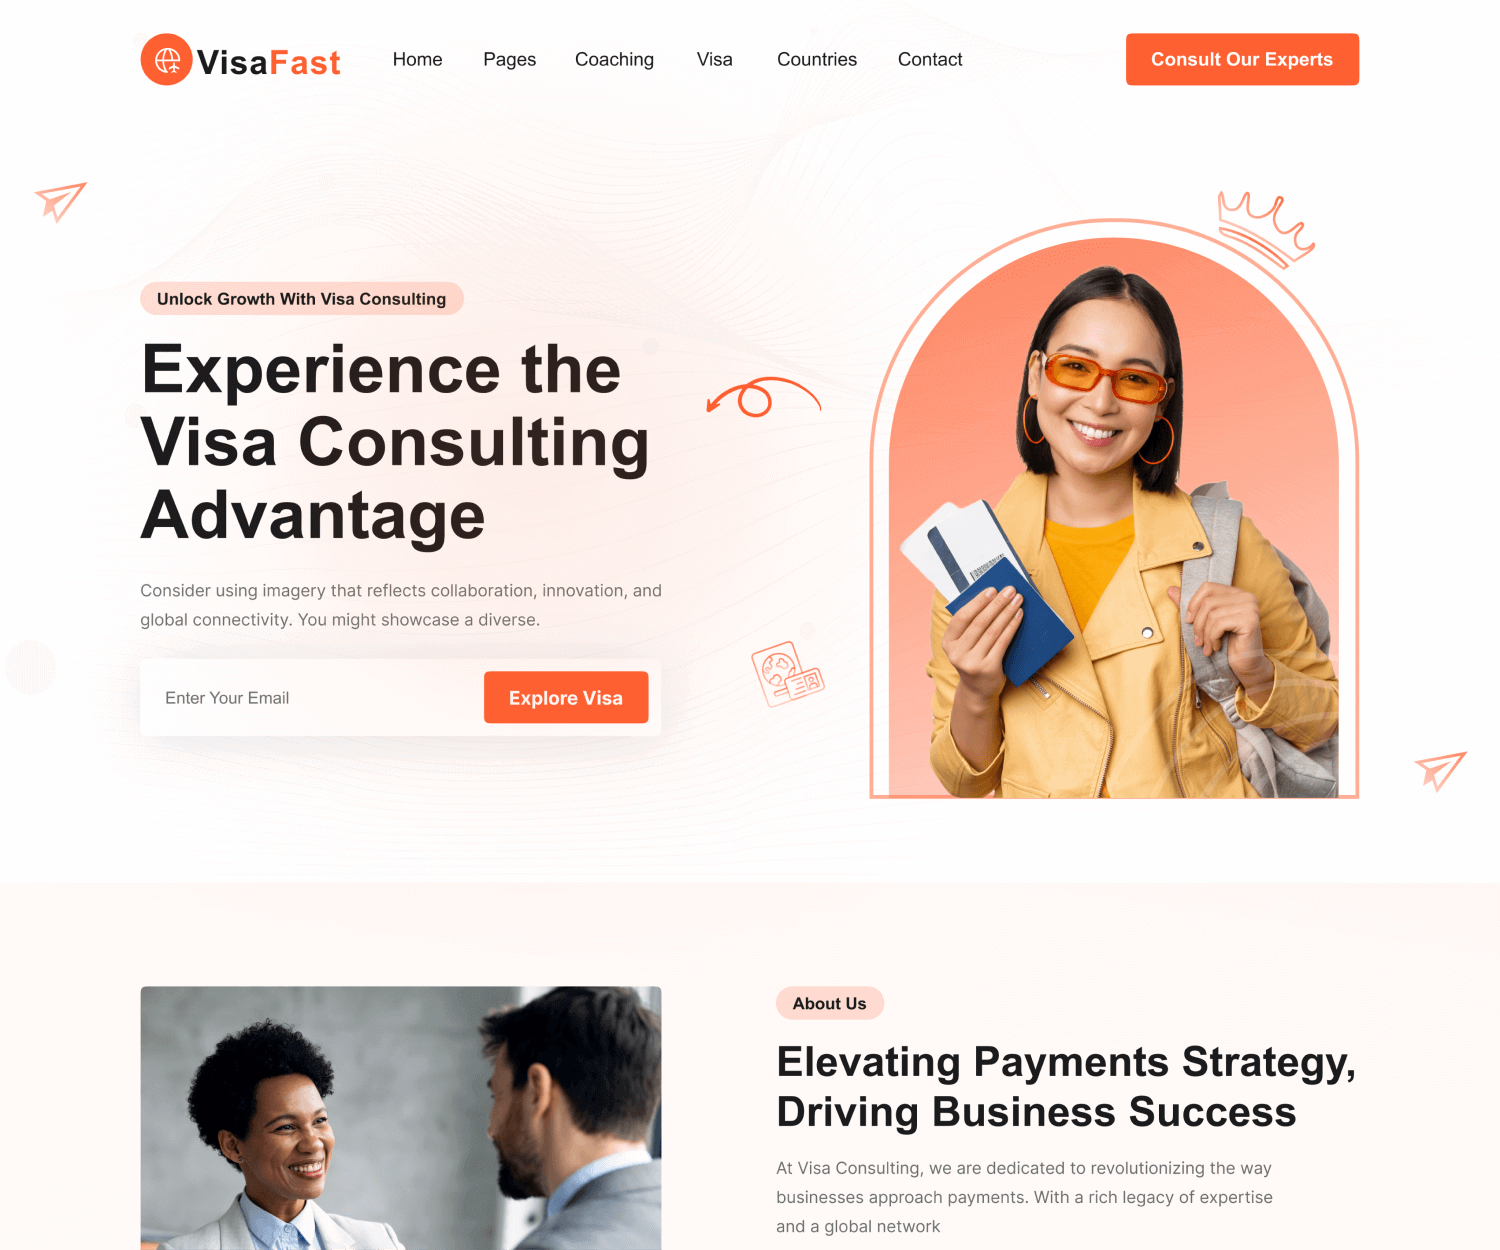 VisaFast
Home
Pages
Coaching
Visa
Countries
Contact
Consult Our Experts
Unlock Growth With Visa Consulting
Experience the
Visa Consulting
Advantage
Consider using imagery that reflects collaboration, innovation, and
global connectivity. You might showcase a diverse.
Enter Your Email
Explore Visa
About Us
Elevating Payments Strategy,
Driving Business Success
At Visa Consulting, we are dedicated to revolutionizing the way
businesses approach payments. With a rich legacy of expertise
and a global network